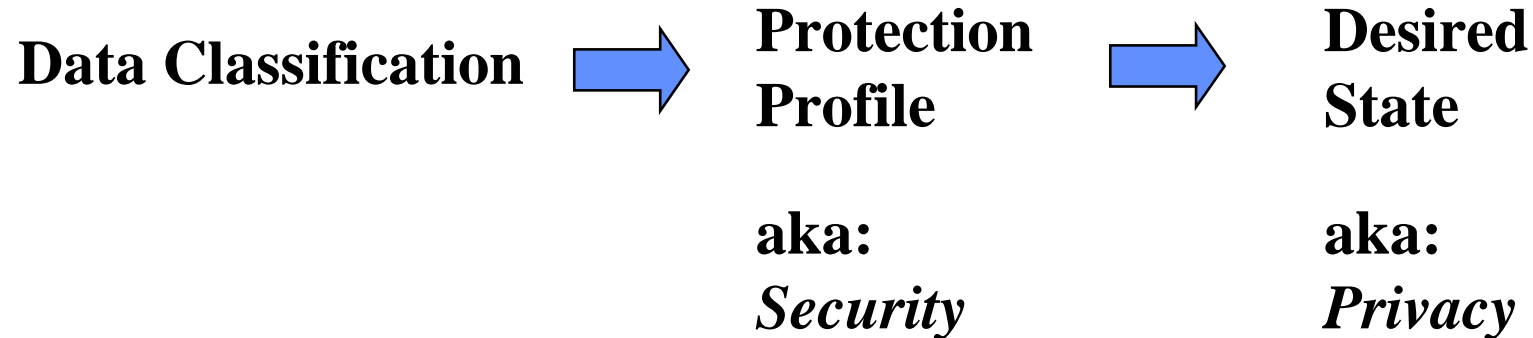 Data Classification
Protection
Profile
aka:
Security
Desired
State
aka:
Privacy